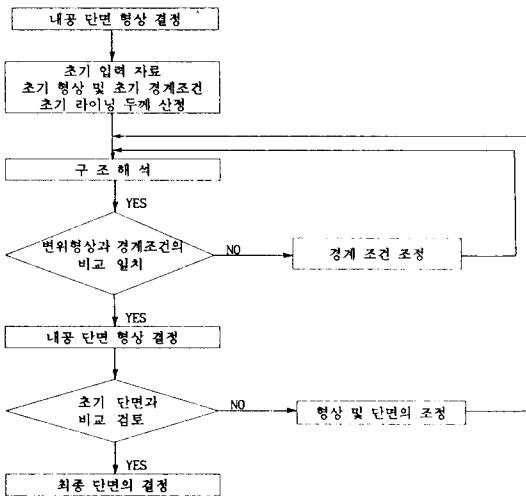 내공 단면 형상 결정
초기 입력 자료
초기 형상 및 초기 경계조건
초기 라이닝 두께 산정
구 조 해 석
YES
변위형상과 경계조건의
비교 일치
NO
경계 조건 조정
YES
내공 단면 형상 결정
초기 단면과
비교 검토
NO
형상 및 단면의 조정
YES
최종 단면의 결정